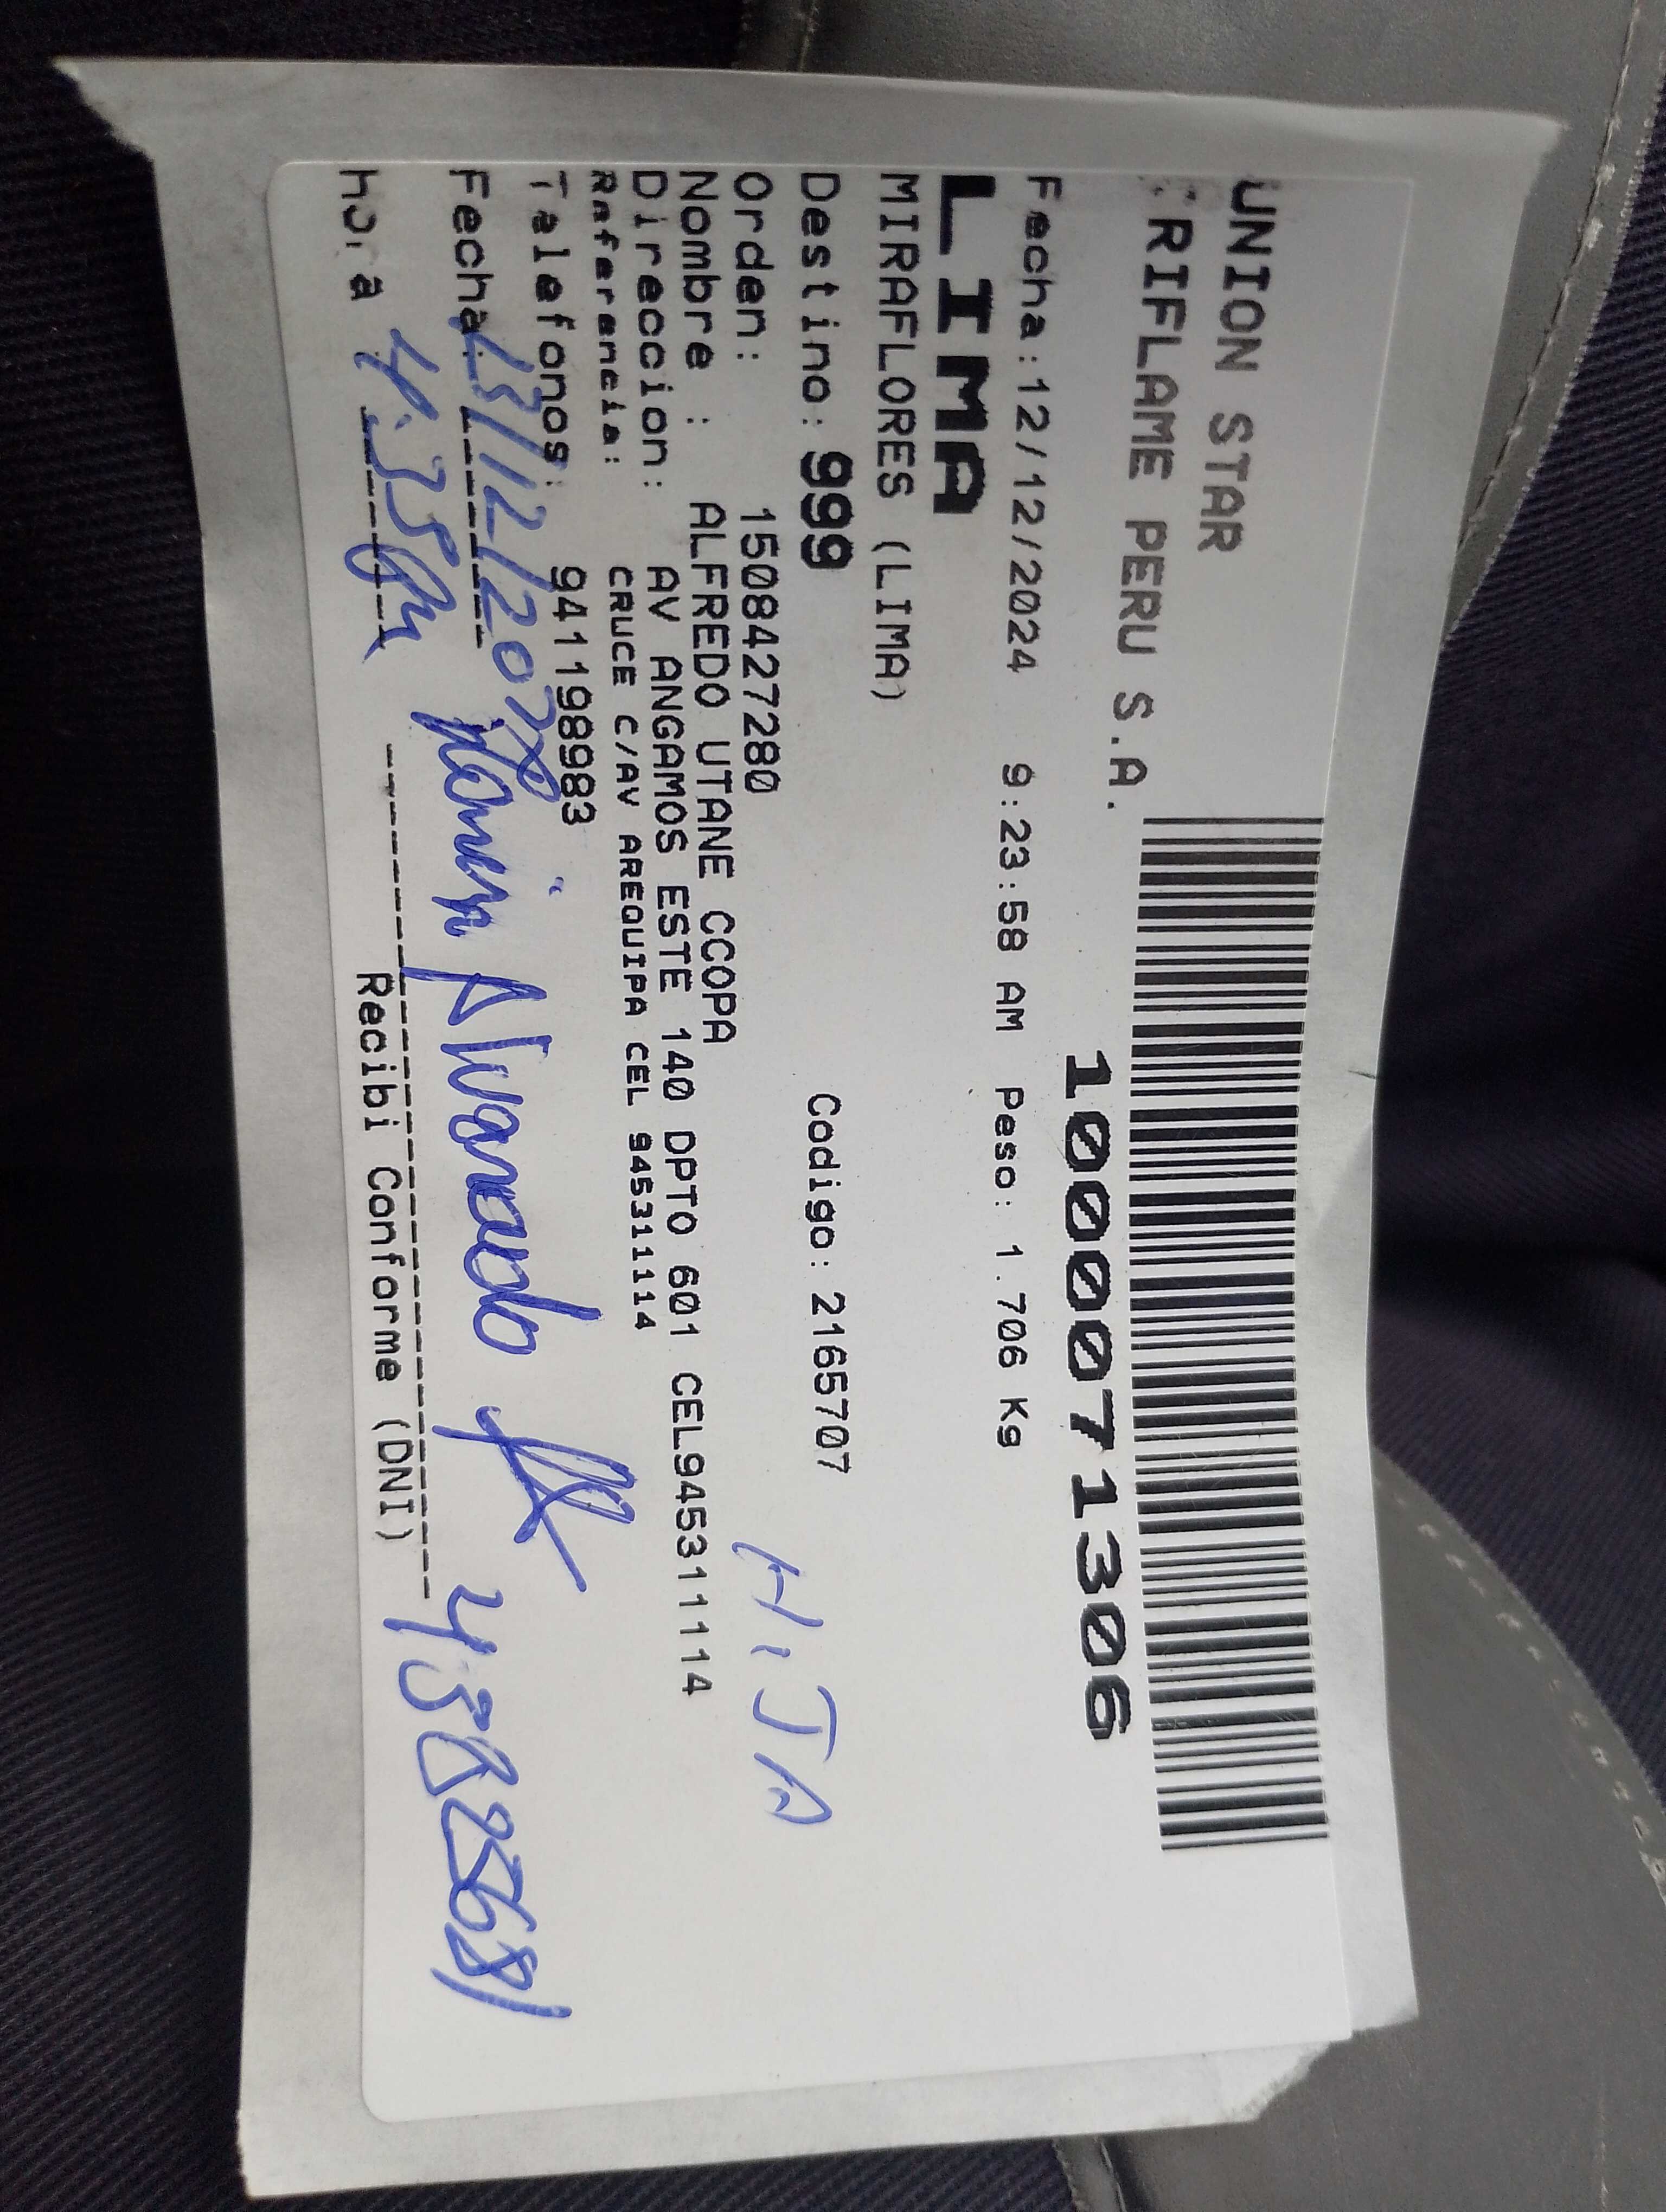 UNION STAR
RIFLAME PERU S.A.
1000071306
Fecha:12/12/2024 9:23:58 AM Peso: 1.706 Kg
LIMA
MIRAFLORES (LIMA)
Destino: 999 Codigo: 2165707
Orden: 1508427280
HIJA
Nombre : ALFREDO UTANE CCOPA
Direccion: AV ANGAMOS ESTE 140 DPTO 601 CEL945311114
Referencia: CRUCE C/AV AREQUIPA CEL 945311114
Telefonos: 941198983
Fecha: 13/12/2024 Alvarado
Hora 4:35 Pm
Recibi Conforme (DNI)